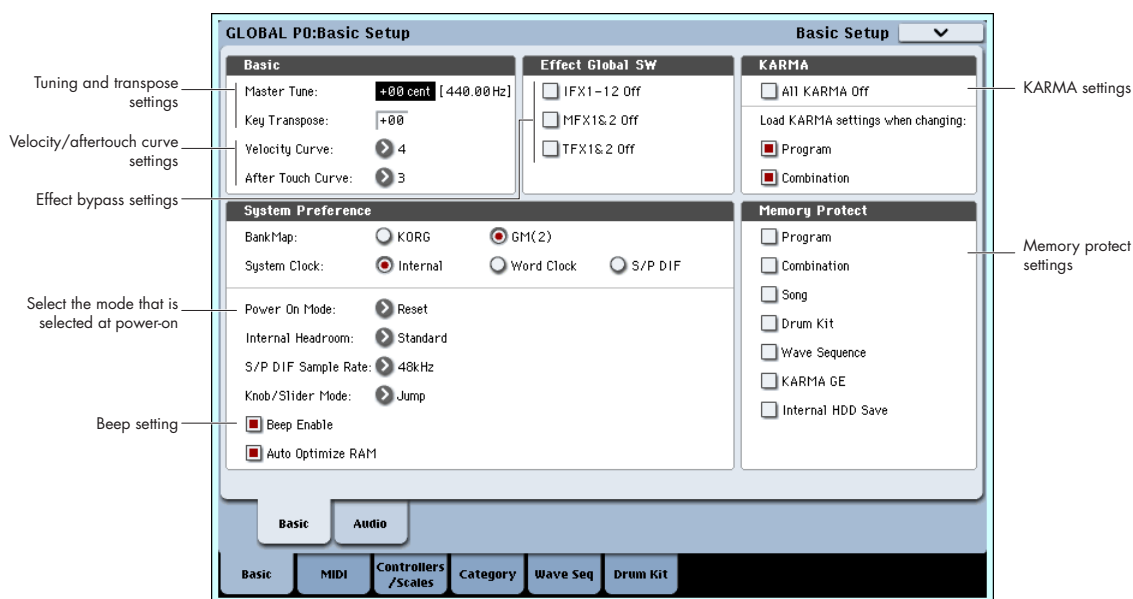 GLOBAL P0:Basic Setup
Basic Setup
Basic
Master Tune:
+00 cent [440.00Hz]
Key Transpose:
+00
Velocity Curve:
4
After Touch Curve:
3
Effect Global SW
IFX1-12 Off
MFX1&2 Off
TFX1&2 Off
KARMA
All KARMA Off
Load KARMA settings when changing:
Program
Combination
System Preference
BankMap:
KORG
GM(2)
System Clock:
Internal
Word Clock
S/P DIF
Power On Mode:
Reset
Internal Headroom:
Standard
S/P DIF Sample Rate:
48kHz
Knob/Slider Mode:
Jump
Beep Enable
Auto Optimize RAM
Memory Protect
Program
Combination
Song
Drum Kit
Wave Sequence
KARMA GE
Internal HDD Save
Basic
Audio
Basic
MIDI
Controllers
/Scales
Category
Wave Seq
Drum Kit
Tuning and transpose
settings
Velocity/aftertouch curve
settings
Effect bypass settings
Select the mode that is
selected at power-on
Beep setting
KARMA settings
Memory protect
settings